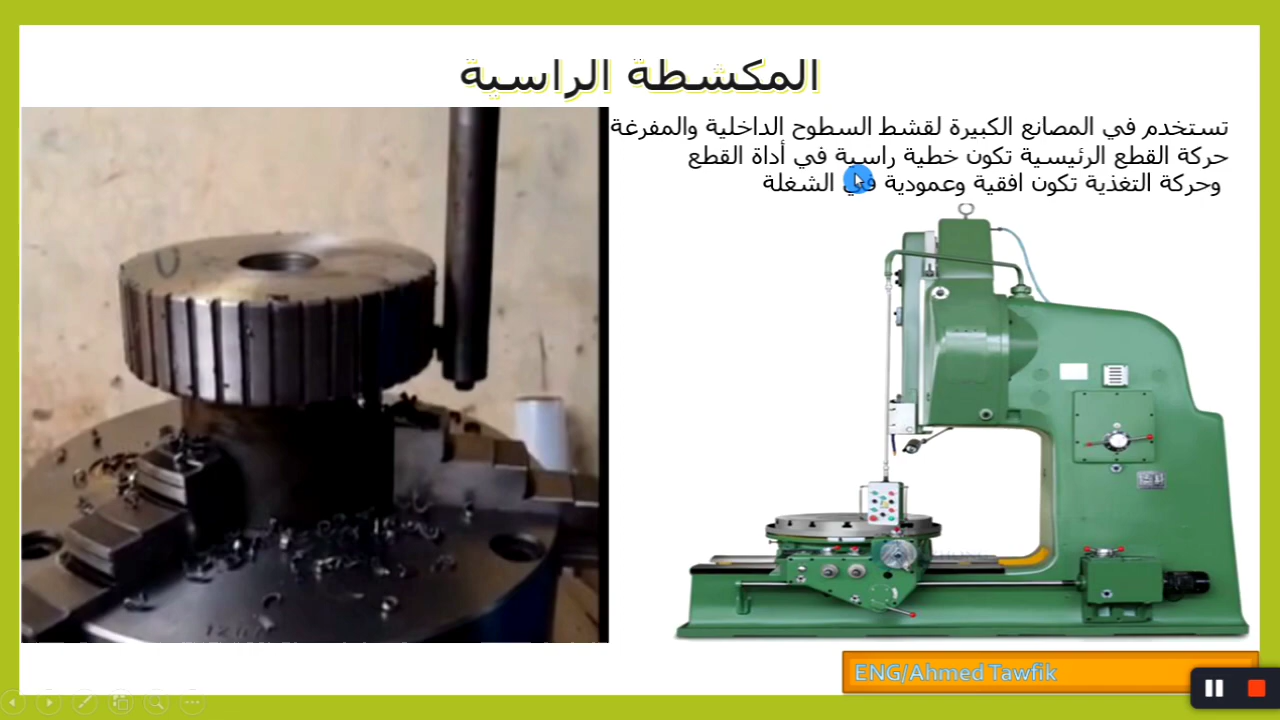 المكشطة الراسية
تستخدم في المصانع الكبيرة لقشط السطوح الداخلية والمفرغة
حركة القطع الرئيسية تكون خطية راسية في أداة القطع
وحركة التغذية تكون افقية وعمودية في الشغلة
ENG/Ahmed Tawfik